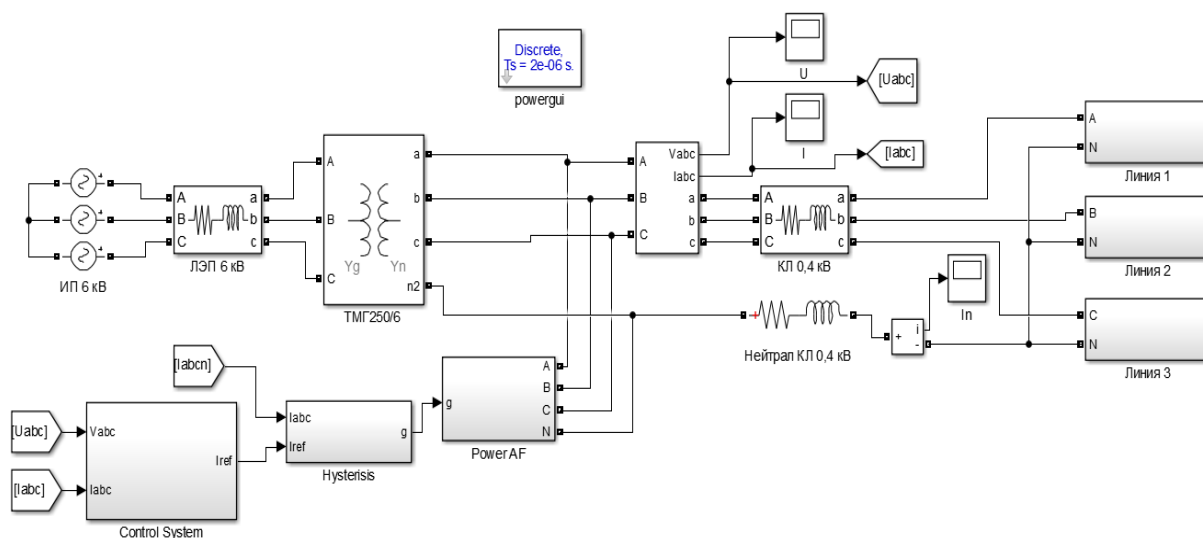 Discrete,
Ts = 2e-06 s.
powergui
U
[Uabc]
I
[Iabc]
A
B
C
a
b
c
ЛЭП 6 кВ
ИП 6 кВ
A
B
C
a
b
c
n2
Yg
Yn
ТМГ250/6
A
B
C
Vabc
Iabc
a
b
c
A
B
C
a
b
c
КЛ 0,4 кВ
A
N
Линия 1
B
N
Линия 2
C
N
Линия 3
Нейтрал КЛ 0,4 кВ
+
i
-
In
[Iabcn]
[Uabc]
[Iabc]
Vabc
Iabc
Iref
Control System
Iabc
Iref
g
Hysterisis
g
A
B
C
N
Power AF